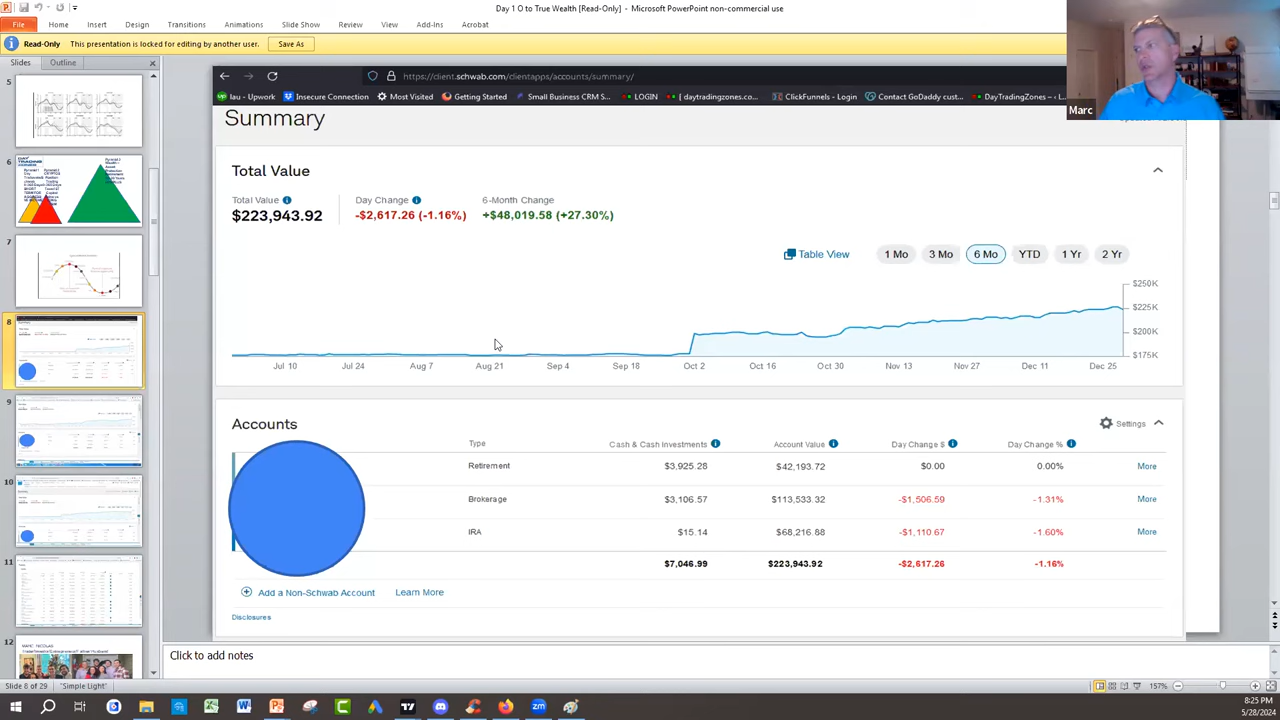 Day 1 O to True Wealth [Read-Only] - Microsoft PowerPoint non-commercial use
File Home Insert Design Transitions Animations Slide Show Review View Add-Ins Acrobat
Read-Only This presentation is locked for editing by another user. Save As
Slides Outline
https://client.schwab.com/clientapps/accounts/summary/
lau - Upwork Insecure Connection Most Visited Getting Started Small Business CRM S... LOGIN [ daytradingzones.co... ClickFunnels - Login Contact GoDaddy cust... DayTradingZones – ‹ L
Marc
Summary
Total Value
Total Value Day Change 6-Month Change
$223,943.92 -$2,617.26 (-1.16%) +$48,019.58 (+27.30%)
Table View 1 Mo 3 Mo 6 Mo YTD 1 Yr 2 Yr
$250K
$225K
$200K
$175K
Jul 10 Jul 24 Aug 7 Aug 21 Sep 4 Sep 18 Oct 2 Oct 16 Oct 30 Nov 13 Nov 27 Dec 11 Dec 25
Accounts Settings
Type Cash & Cash Investments Account Value Day Change $ Day Change %
Retirement $3,925.28 $42,193.72 $0.00 0.00% More
Brokerage $3,106.57 $113,533.32 -$1,506.59 -1.31% More
IRA $15.14 $68,216.88 -$1,110.67 -1.60% More
$7,046.99 $223,943.92 -$2,617.26 -1.16%
Add a Non-Schwab Account Learn More
Disclosures
5
6
7
8
9
10
11
12
Click to add notes
Slide 8 of 29 "Simple Light" 157%
8:25 PM
5/28/2024